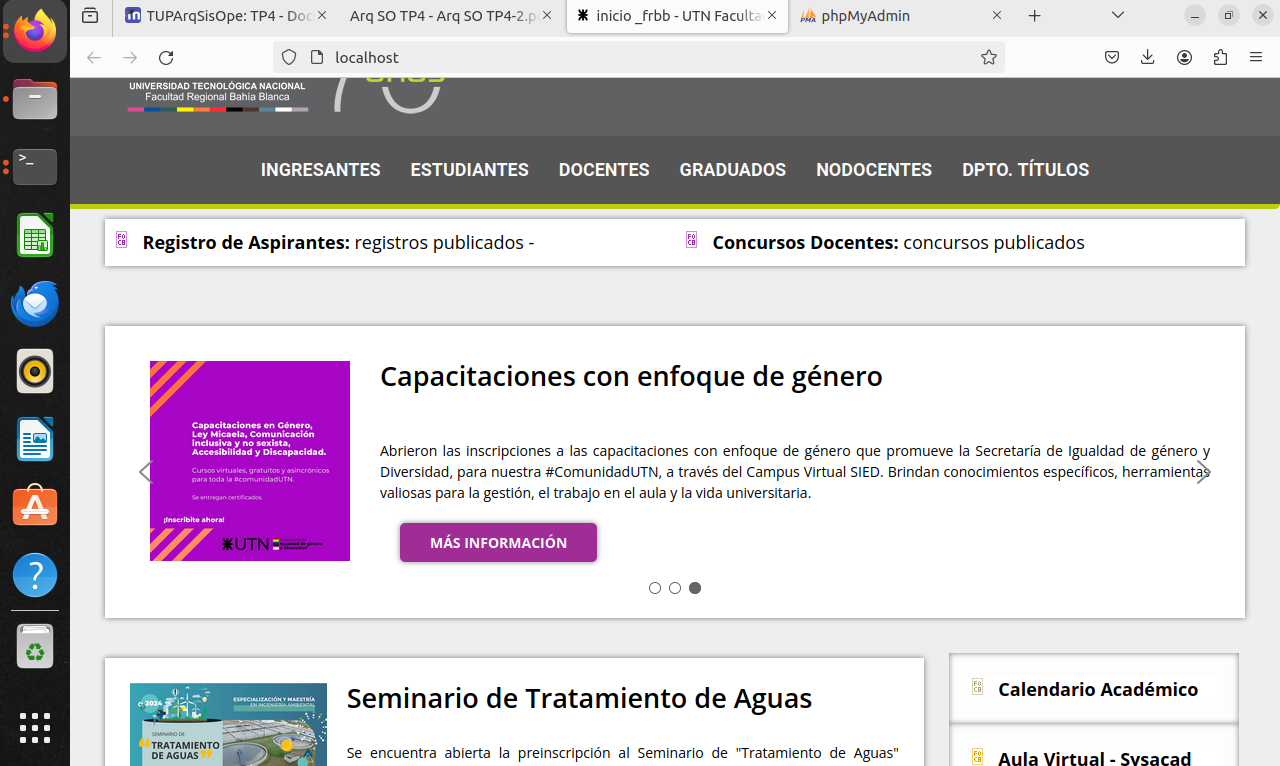 TUPArqSisOpe: TP4 - Doc
Arq SO TP4 - Arq SO TP4-2.p
inicio _frbb - UTN Faculta
phpMyAdmin
localhost
UNIVERSIDAD TECNOLÓGICA NACIONAL
Facultad Regional Bahía Blanca
INGRESANTES
ESTUDIANTES
DOCENTES
GRADUADOS
NODOCENTES
DPTO. TÍTULOS
Registro de Aspirantes: registros publicados -
Concursos Docentes: concursos publicados
Capacitaciones en Género,
Ley Micaela, Comunicación
inclusiva y no sexista,
Accesibilidad y Discapacidad.
Cursos virtuales, gratuitos y asincrónicos
para toda la #comunidadUTN.
Se entregan certificados.
¡Inscribite ahora!
UTN
Igualdad de género
y Diversidad
Capacitaciones con enfoque de género
Abrieron las inscripciones a las capacitaciones con enfoque de género que promueve la Secretaría de Igualdad de género y
Diversidad, para nuestra #ComunidadUTN, a través del Campus Virtual SIED. Brindan conocimientos específicos, herramientas
valiosas para la gestión, el trabajo en el aula y la vida universitaria.
MÁS INFORMACIÓN
2024
ESPECIALIZACIÓN Y MAESTRÍA
EN INGENIERÍA AMBIENTAL
SEMINARIO DE
TRATAMIENTO
DE AGUAS
Seminario de Tratamiento de Aguas
Se encuentra abierta la preinscripción al Seminario de "Tratamiento de Aguas"
Calendario Académico
Aula Virtual - Sysacad